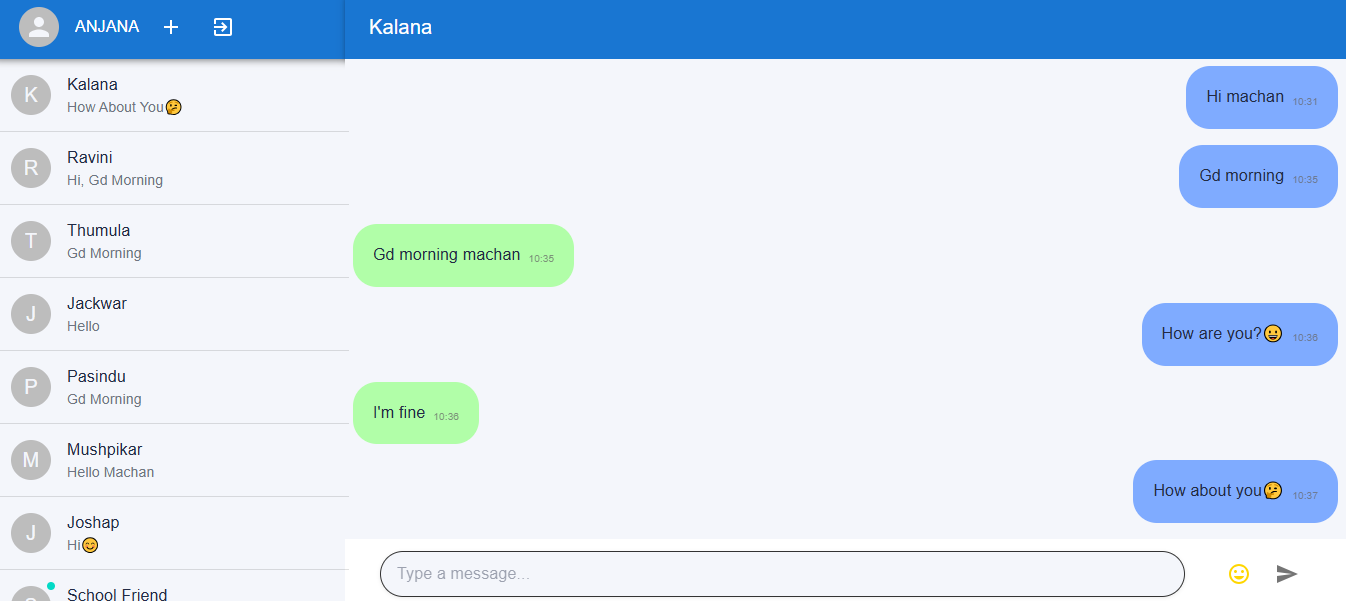 ANJANA
K
Kalana
How About You🤔
R
Ravini
Hi, Gd Morning
T
Thumula
Gd Morning
J
Jackwar
Hello
P
Pasindu
Gd Morning
M
Mushpikar
Hello Machan
J
Joshap
Hi😊
School Friend
Kalana
Hi machan 10:31
Gd morning 10:35
Gd morning machan 10:35
How are you?😀 10:36
I'm fine 10:36
How about you🤔 10:37
Type a message...